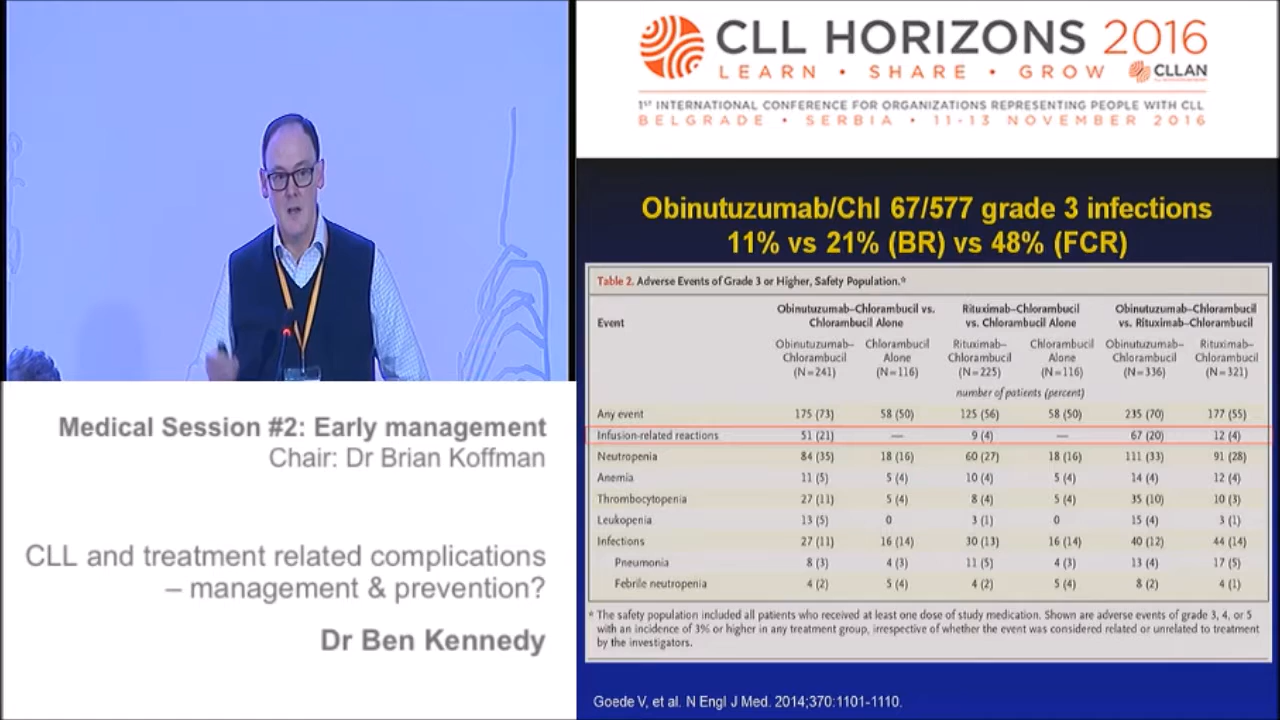 CLL HORIZONS 2016
LEARN • SHARE • GROW
CLLAN
1ST INTERNATIONAL CONFERENCE FOR ORGANIZATIONS REPRESENTING PEOPLE WITH CLL
BELGRADE • SERBIA • 11-13 NOVEMBER 2016
Obinutuzumab/Chl 67/577 grade 3 infections
11% vs 21% (BR) vs 48% (FCR)
Table 2. Adverse Events of Grade 3 or Higher, Safety Population.*
Event
Obinutuzumab–Chlorambucil vs. Chlorambucil Alone
Rituximab–Chlorambucil vs. Chlorambucil Alone
Obinutuzumab–Chlorambucil vs. Rituximab–Chlorambucil
Obinutuzumab–Chlorambucil (N=241)
Chlorambucil Alone (N=116)
Rituximab–Chlorambucil (N=225)
Chlorambucil Alone (N=116)
Obinutuzumab–Chlorambucil (N=336)
Rituximab–Chlorambucil (N=321)
number of patients (percent)
Any event 175 (73) 58 (50) 125 (56) 58 (50) 235 (70) 177 (55)
Infusion-related reactions 51 (21) — 9 (4) — 67 (20) 12 (4)
Neutropenia 84 (35) 18 (16) 60 (27) 18 (16) 111 (33) 91 (28)
Anemia 11 (5) 5 (4) 10 (4) 5 (4) 14 (4) 12 (4)
Thrombocytopenia 27 (11) 5 (4) 8 (4) 5 (4) 35 (10) 10 (3)
Leukopenia 13 (5) 0 3 (1) 0 15 (4) 3 (1)
Infections 27 (11) 16 (14) 30 (13) 16 (14) 40 (12) 44 (14)
Pneumonia 8 (3) 4 (3) 11 (5) 4 (3) 13 (4) 17 (5)
Febrile neutropenia 4 (2) 5 (4) 4 (2) 5 (4) 8 (2) 4 (1)
* The safety population included all patients who received at least one dose of study medication. Shown are adverse events of grade 3, 4, or 5
with an incidence of 3% or higher in any treatment group, irrespective of whether the event was considered related or unrelated to treatment
by the investigators.
Goede V, et al. N Engl J Med. 2014;370:1101-1110.
Medical Session #2: Early management
Chair: Dr Brian Koffman
CLL and treatment related complications
– management & prevention?
Dr Ben Kennedy